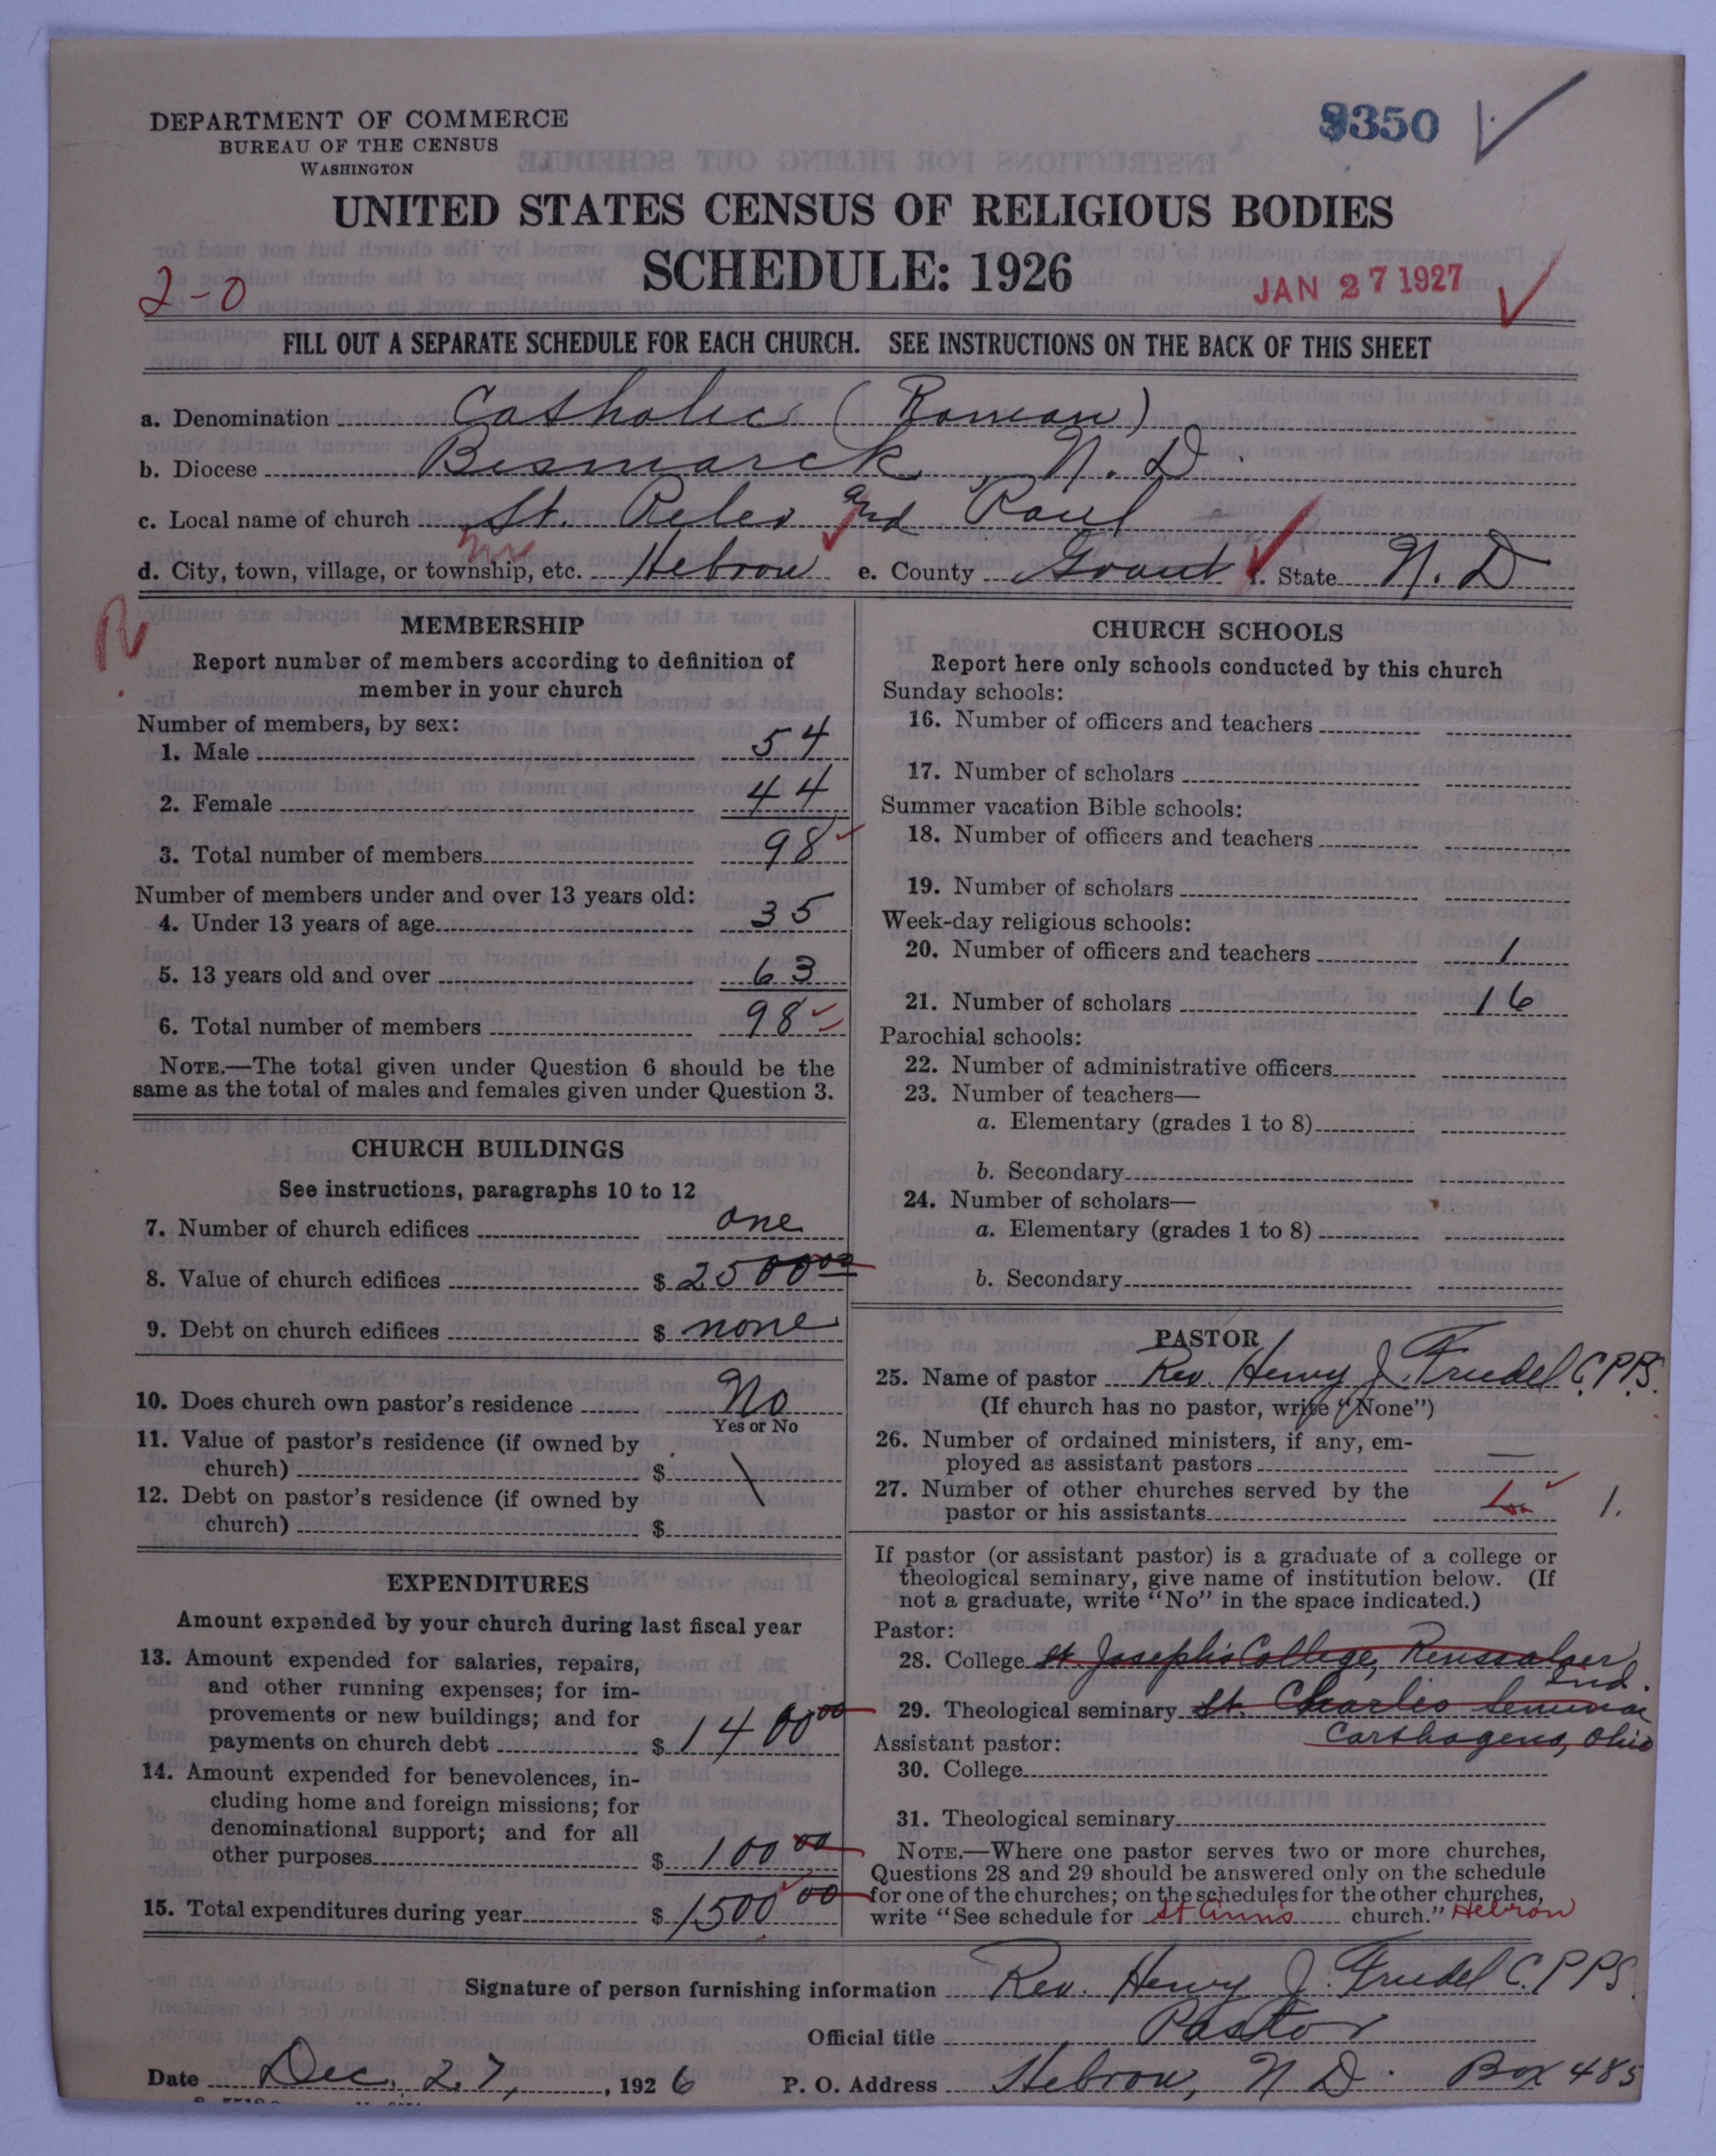 DEPARTMENT OF COMMERCE
BUREAU OF THE CENSUS
WASHINGTON
UNITED STATES CENSUS OF RELIGIOUS BODIES
SCHEDULE: 1926
2-0
JAN 27 1927
FILL OUT A SEPARATE SCHEDULE FOR EACH CHURCH. SEE INSTRUCTIONS ON THE BACK OF THIS SHEET
a. Denomination Catholic (Roman)
b. Diocese Bismarck, N. D.
c. Local name of church St. Peter and Paul
d. City, town, village, or township, etc. Hebron e. County Grant f. State N. D
R
MEMBERSHIP
Report number of members according to definition of
member in your church
Number of members, by sex:
1. Male 54
2. Female 44
3. Total number of members 98
Number of members under and over 13 years old:
4. Under 13 years of age 35
5. 13 years old and over 63
6. Total number of members 98
NOTE.—The total given under Question 6 should be the
same as the total of males and females given under Question 3.
CHURCH BUILDINGS
See instructions, paragraphs 10 to 12
7. Number of church edifices one
8. Value of church edifices $ 2500 00
9. Debt on church edifices $ none
10. Does church own pastor's residence No
Yes or No
11. Value of pastor's residence (if owned by
church) $
12. Debt on pastor's residence (if owned by
church) $
EXPENDITURES
Amount expended by your church during last fiscal year
13. Amount expended for salaries, repairs,
and other running expenses; for im-
provements or new buildings; and for
payments on church debt $ 1400 00
14. Amount expended for benevolences, in-
cluding home and foreign missions; for
denominational support; and for all
other purposes $ 100 00
15. Total expenditures during year $ 1500 00
CHURCH SCHOOLS
Report here only schools conducted by this church
Sunday schools:
16. Number of officers and teachers
17. Number of scholars
Summer vacation Bible schools:
18. Number of officers and teachers
19. Number of scholars
Week-day religious schools:
20. Number of officers and teachers 1
21. Number of scholars 16
Parochial schools:
22. Number of administrative officers
23. Number of teachers—
a. Elementary (grades 1 to 8)
b. Secondary
24. Number of scholars—
a. Elementary (grades 1 to 8)
b. Secondary
PASTOR
25. Name of pastor Rev. Henry J. Friedel C.PP.S.
(If church has no pastor, write "None")
26. Number of ordained ministers, if any, em-
ployed as assistant pastors —
27. Number of other churches served by the
pastor or his assistants 1.
If pastor (or assistant pastor) is a graduate of a college or
theological seminary, give name of institution below. (If
not a graduate, write "No" in the space indicated.)
Pastor:
28. College St. Joseph's College, Rensselaer,
Ind.
29. Theological seminary St. Charles Seminar
Carthagena, Ohio
Assistant pastor:
30. College
31. Theological seminary
NOTE.—Where one pastor serves two or more churches,
Questions 28 and 29 should be answered only on the schedule
for one of the churches; on the schedules for the other churches,
write "See schedule for St Ann's church." Hebron
Signature of person furnishing information Rev. Henry J. Friedel C.PP.S.
Official title Pastor
Date Dec. 27, 1926 P. O. Address Hebron, N D. Box 485